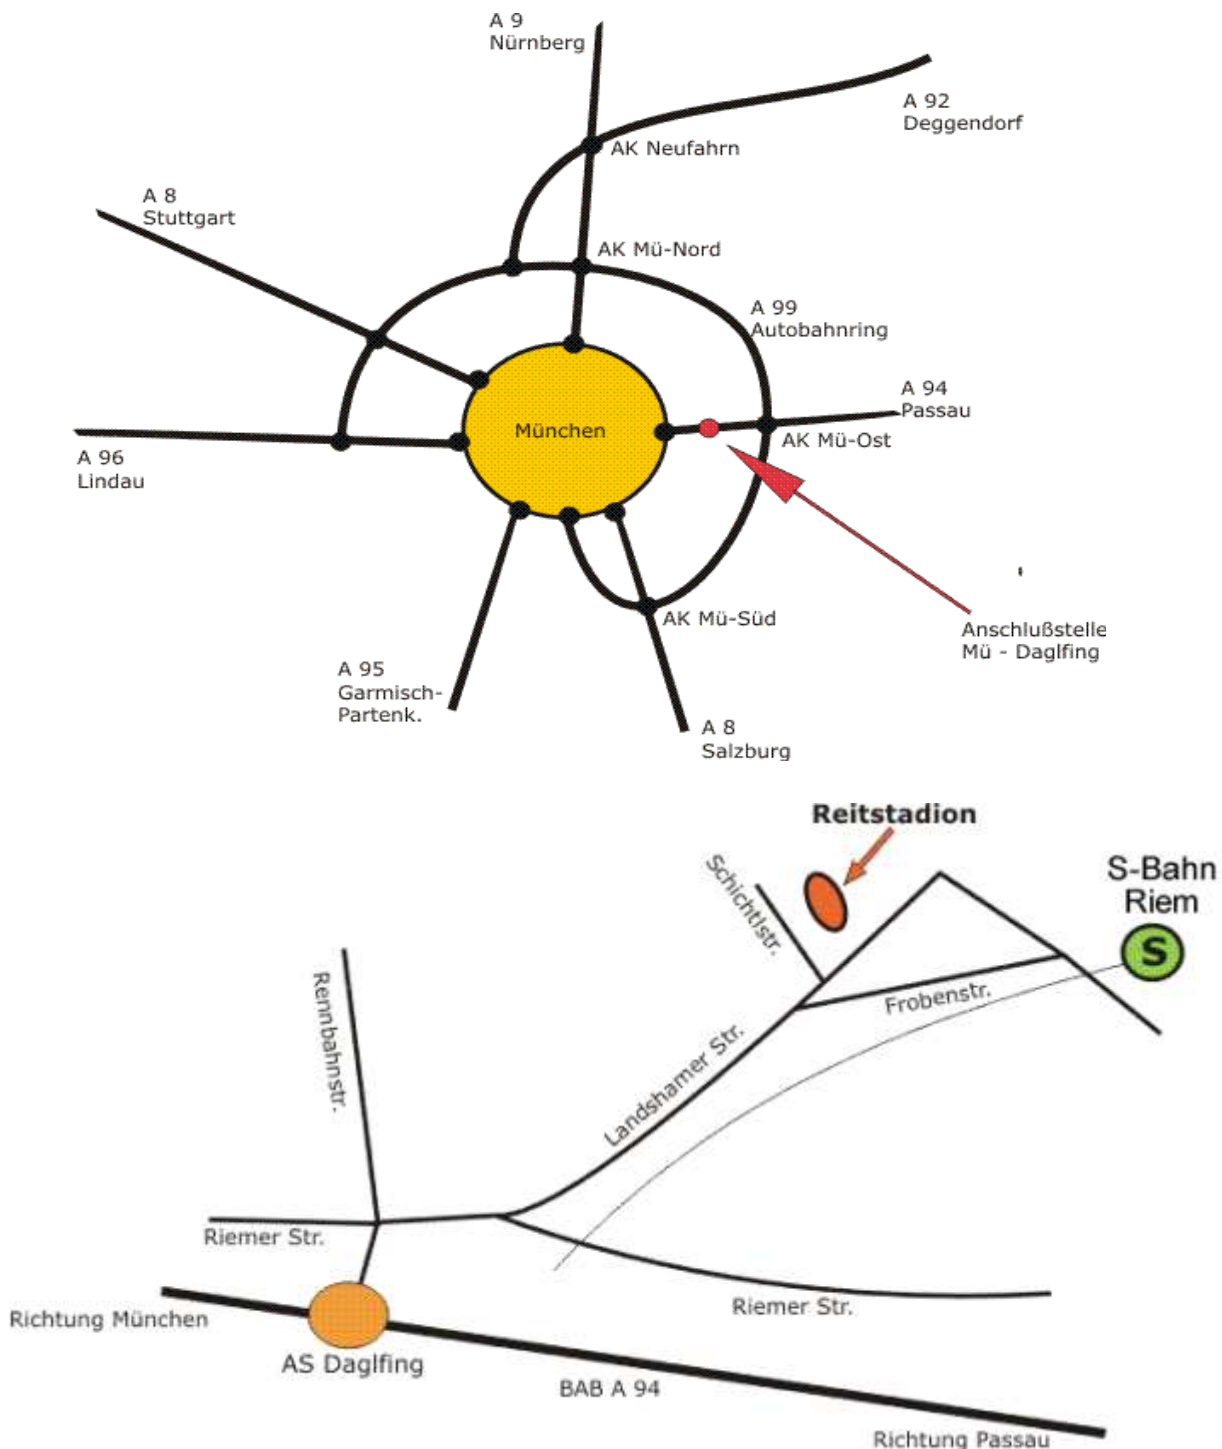 A 9
Nürnberg
A 92
Deggendorf
AK Neufahrn
A 8
Stuttgart
AK Mü-Nord
A 99
Autobahnring
A 94
Passau
München
AK Mü-Ost
A 96
Lindau
AK Mü-Süd
Anschlußstelle
Mü - Daglfing
A 95
Garmisch-
Partenk.
A 8
Salzburg
Reitstadion
S-Bahn
Riem
S
Schichtlstr.
Rennbahnstr.
Frobenstr.
Landshamer Str.
Riemer Str.
Riemer Str.
Richtung München
AS Daglfing
BAB A 94
Richtung Passau